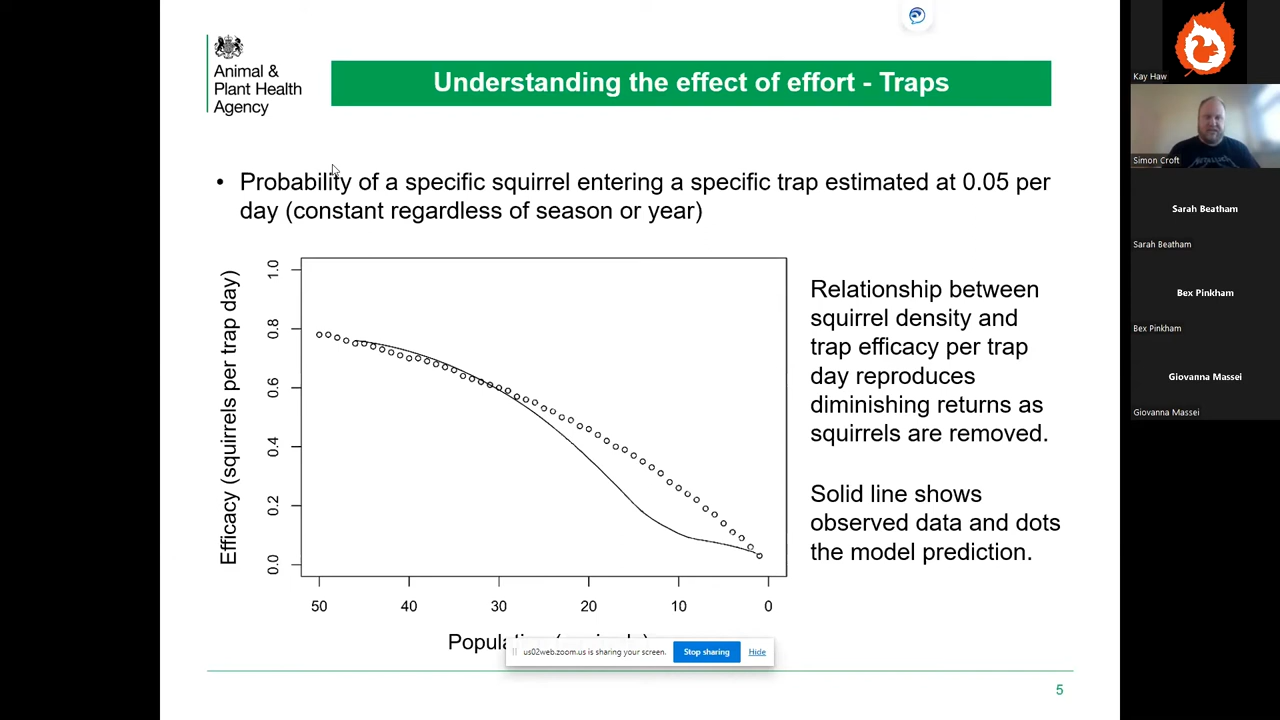 Animal &
Plant Health
Agency
Understanding the effect of effort - Traps
• Probability of a specific squirrel entering a specific trap estimated at 0.05 per
day (constant regardless of season or year)
Efficacy (squirrels per trap day)
1.0
0.8
0.6
0.4
0.2
0.0
50 40 30 20 10 0
Relationship between
squirrel density and
trap efficacy per trap
day reproduces
diminishing returns as
squirrels are removed.
Solid line shows
observed data and dots
the model prediction.
us02web.zoom.us is sharing your screen. Stop sharing Hide
5
Kay Haw
Simon Croft
Sarah Beatham
Sarah Beatham
Bex Pinkham
Bex Pinkham
Giovanna Massei
Giovanna Massei